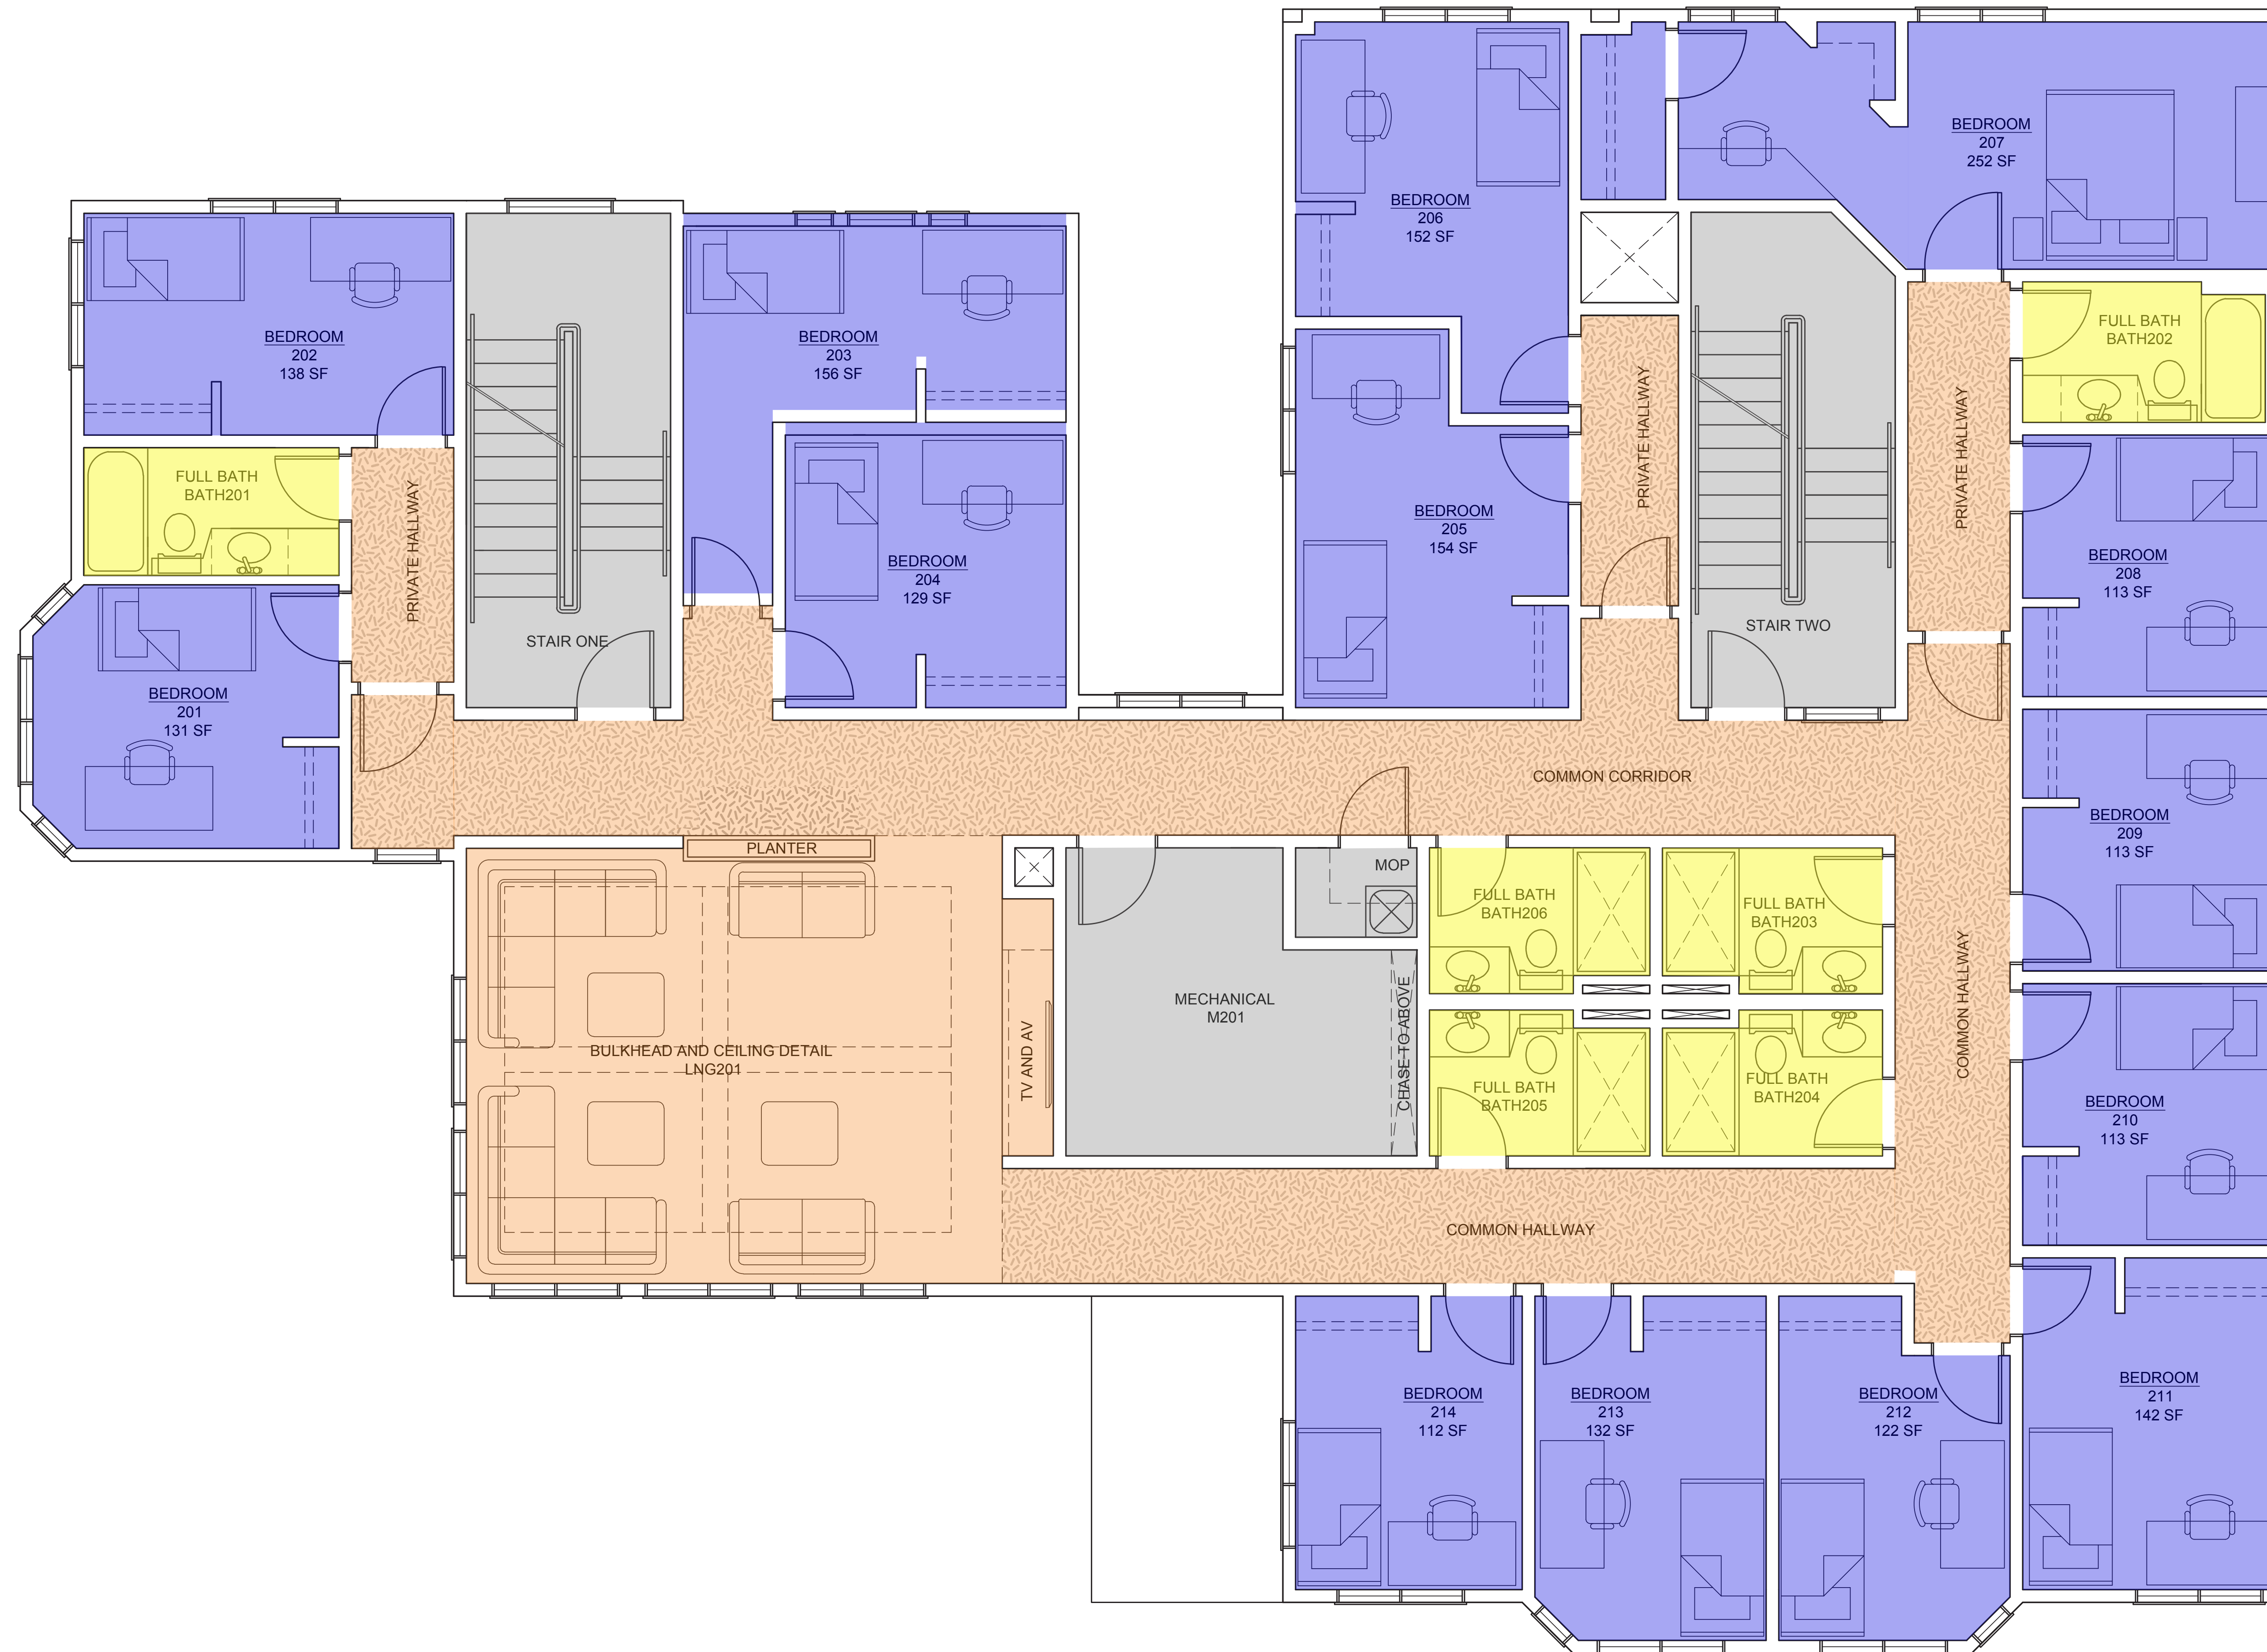 BEDROOM
207
252 SF
BEDROOM
206
152 SF
FULL BATH
BATH202
BEDROOM
202
138 SF
BEDROOM
203
156 SF
FULL BATH
BATH201
PRIVATE HALLWAY
PRIVATE HALLWAY
PRIVATE HALLWAY
BEDROOM
205
154 SF
BEDROOM
204
129 SF
BEDROOM
208
113 SF
STAIR ONE
STAIR TWO
BEDROOM
201
131 SF
COMMON CORRIDOR
BEDROOM
209
113 SF
PLANTER
MOP
FULL BATH
BATH206
FULL BATH
BATH203
MECHANICAL
M201
CHASE TO ABOVE
COMMON HALLWAY
BULKHEAD AND CEILING DETAIL
LNG201
TV AND AV
FULL BATH
BATH205
FULL BATH
BATH204
BEDROOM
210
113 SF
COMMON HALLWAY
BEDROOM
214
112 SF
BEDROOM
213
132 SF
BEDROOM
212
122 SF
BEDROOM
211
142 SF